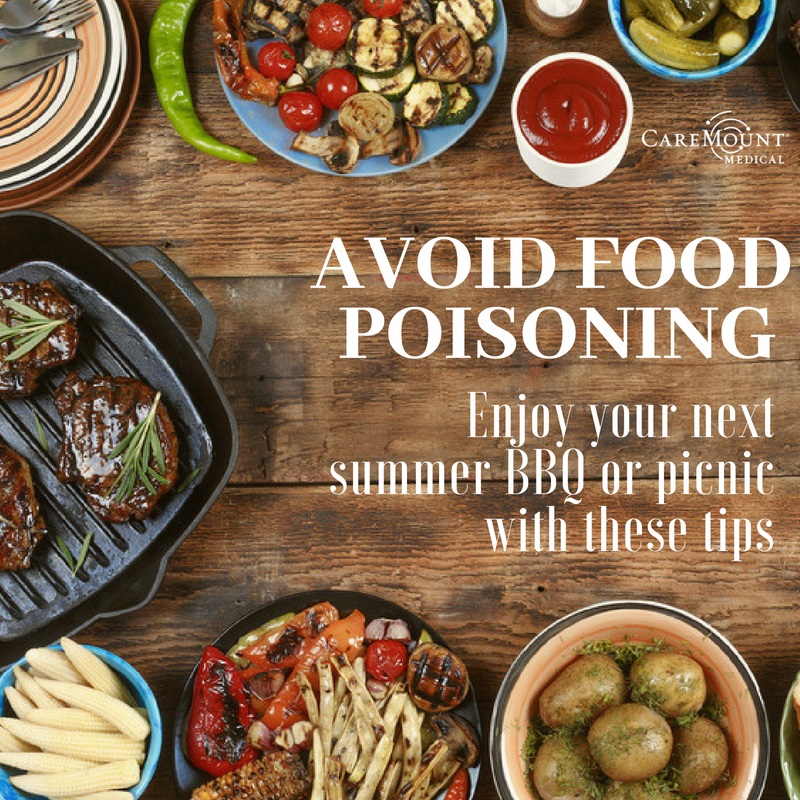 CAREMOUNT®
MEDICAL
AVOID FOOD
POISONING
Enjoy your next
summer BBQ or picnic
with these tips